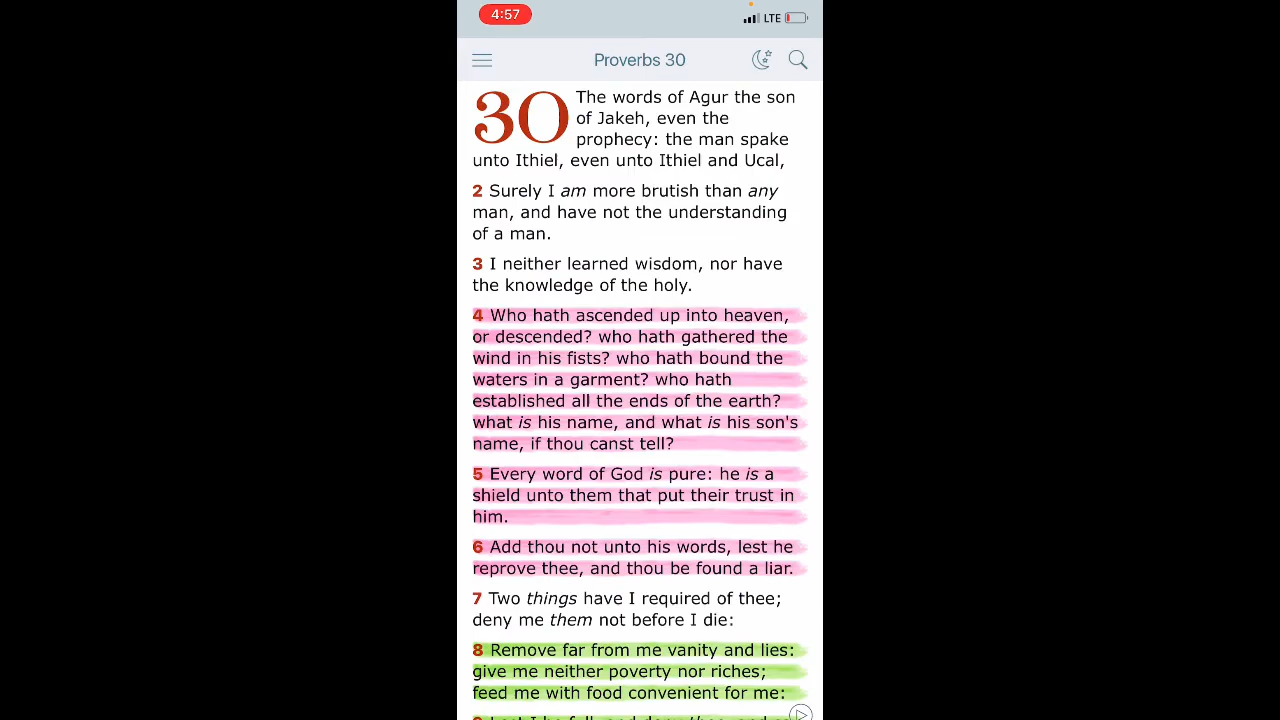 4:57
LTE
Proverbs 30
30 The words of Agur the son
of Jakeh, even the
prophecy: the man spake
unto Ithiel, even unto Ithiel and Ucal,
2 Surely I am more brutish than any
man, and have not the understanding
of a man.
3 I neither learned wisdom, nor have
the knowledge of the holy.
4 Who hath ascended up into heaven,
or descended? who hath gathered the
wind in his fists? who hath bound the
waters in a garment? who hath
established all the ends of the earth?
what is his name, and what is his son's
name, if thou canst tell?
5 Every word of God is pure: he is a
shield unto them that put their trust in
him.
6 Add thou not unto his words, lest he
reprove thee, and thou be found a liar.
7 Two things have I required of thee;
deny me them not before I die:
8 Remove far from me vanity and lies:
give me neither poverty nor riches;
feed me with food convenient for me: